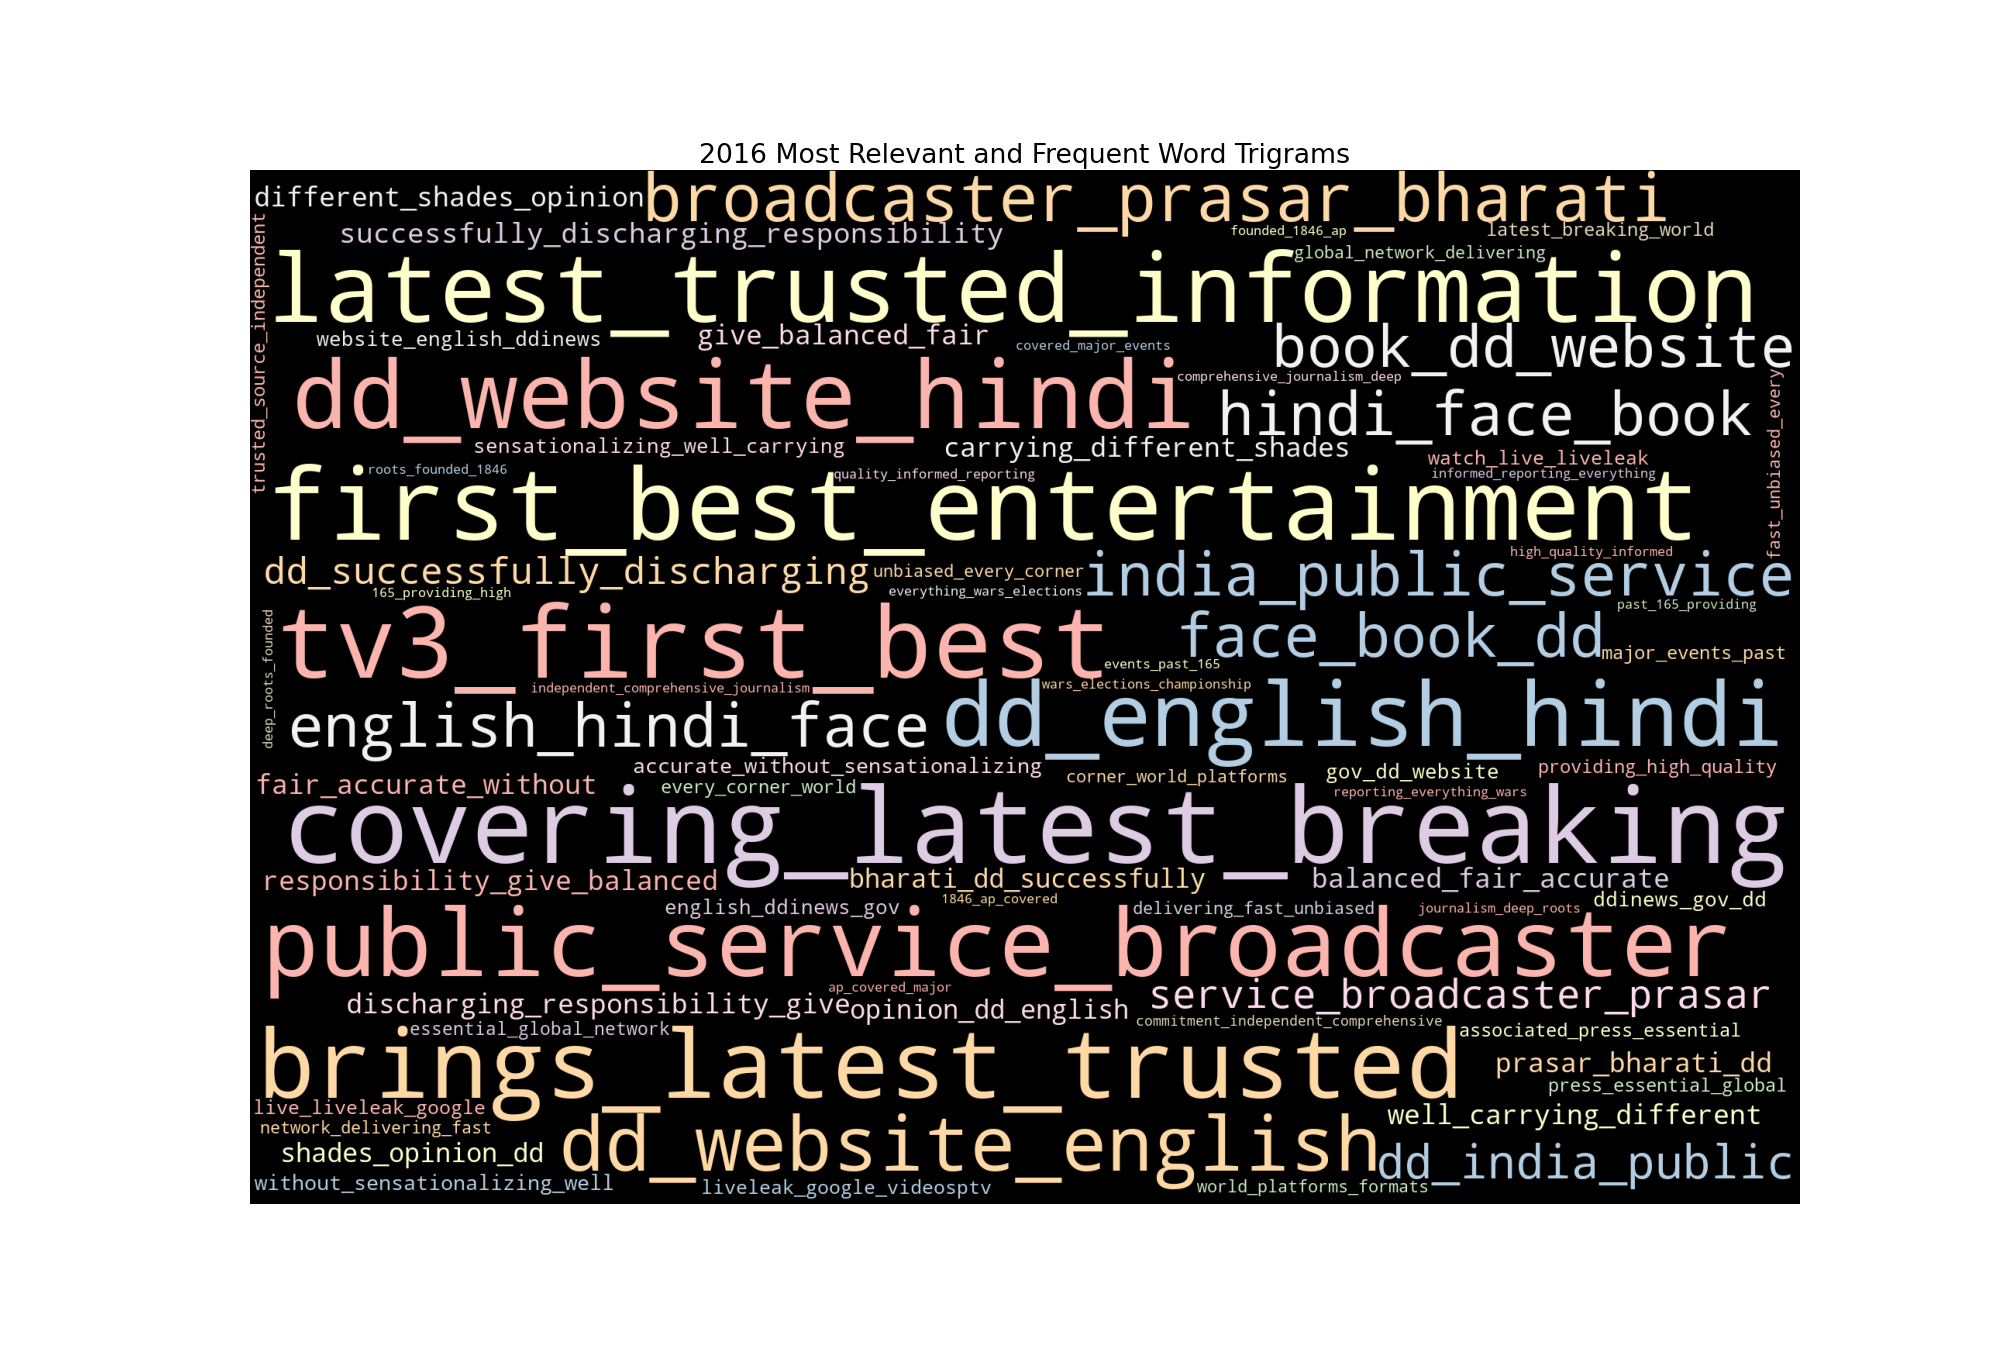 2016 Most Relevant and Frequent Word Trigrams
different_shades_opinion
broadcaster_prasar_bharati
successfully_discharging_responsibility
founded_1846_ap
latest_breaking_world
trusted_source_independent
global_network_delivering
latest_trusted_information
website_english_ddinews
give_balanced_fair
covered_major_events
book_dd_website
dd_website_hindi
comprehensive_journalism_deep
fast_unbiased_every
hindi_face_book
sensationalizing_well_carrying
carrying_different_shades
watch_live_liveleak
roots_founded_1846
quality_informed_reporting
informed_reporting_everything
first_best_entertainment
high_quality_informed
dd_successfully_discharging
unbiased_every_corner
india_public_service
165_providing_high
everything_wars_elections
past_165_providing
deep_roots_founded
tv3_first_best
face_book_dd
major_events_past
events_past_165
independent_comprehensive_journalism
wars_elections_championship
english_hindi_face
dd_english_hindi
accurate_without_sensationalizing
fair_accurate_without
every_corner_world
corner_world_platforms
gov_dd_website
providing_high_quality
reporting_everything_wars
covering_latest_breaking
responsibility_give_balanced
bharati_dd_successfully
balanced_fair_accurate
english_ddinews_gov
1846_ap_covered
delivering_fast_unbiased
journalism_deep_roots
ddinews_gov_dd
public_service_broadcaster
ap_covered_major
discharging_responsibility_give
opinion_dd_english
service_broadcaster_prasar
essential_global_network
commitment_independent_comprehensive
associated_press_essential
brings_latest_trusted
prasar_bharati_dd
press_essential_global
live_liveleak_google
network_delivering_fast
well_carrying_different
shades_opinion_dd
dd_website_english
dd_india_public
without_sensationalizing_well
liveleak_google_videosptv
world_platforms_formats